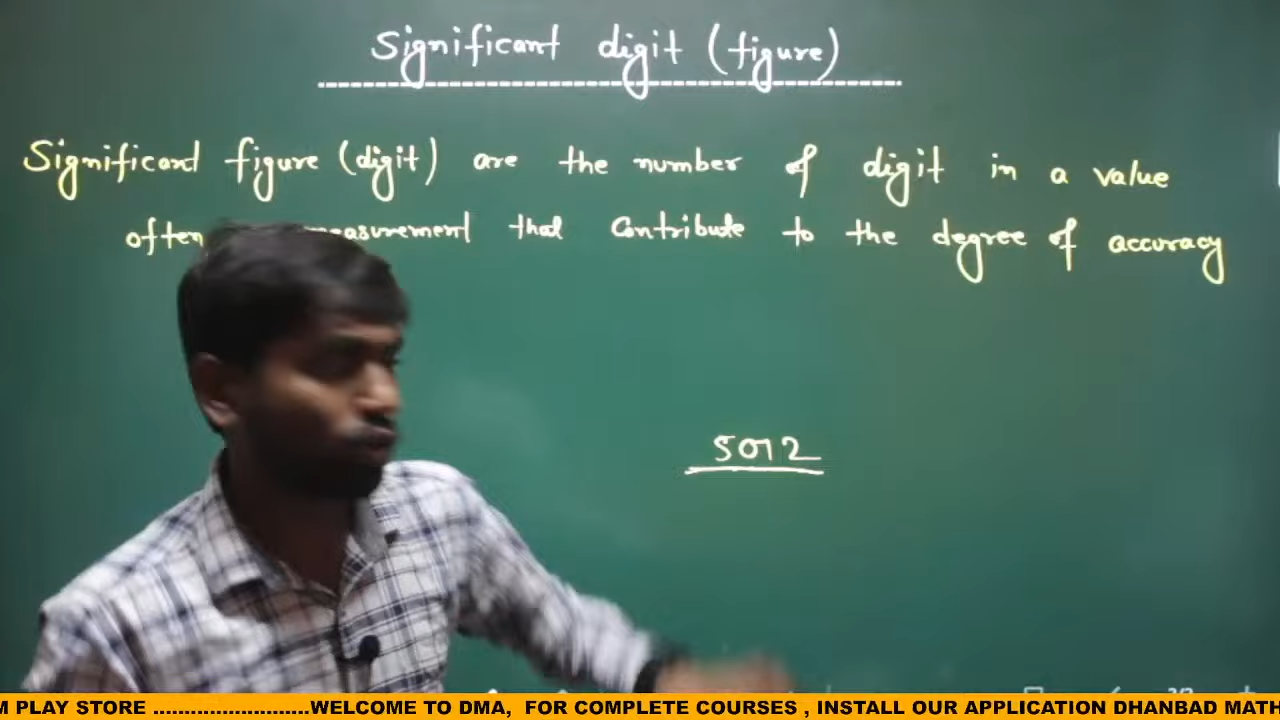 Significant digit (figure)
Significant figure (digit) are the number of digit in a value
often measurement that Contribute to the degree of accuracy
5012
M PLAY STORE ........................WELCOME TO DMA, FOR COMPLETE COURSES , INSTALL OUR APPLICATION DHANBAD MATH